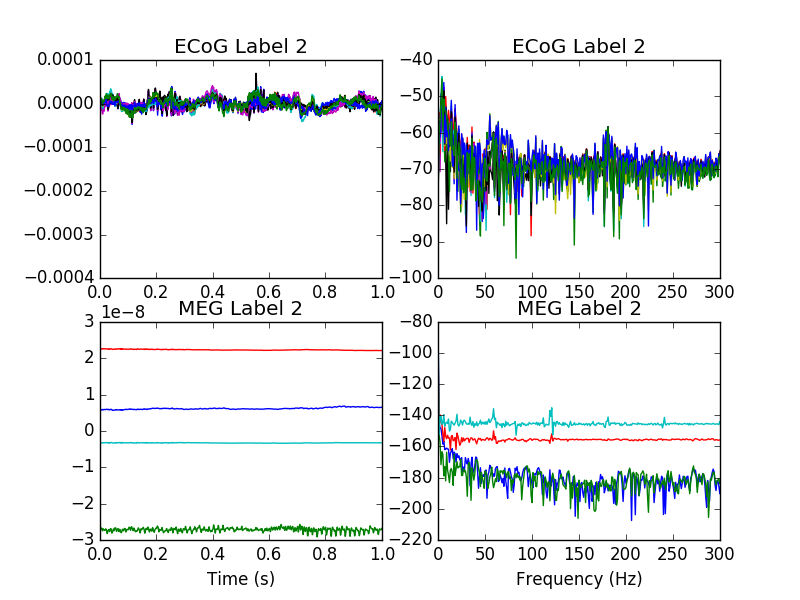 ECoG Label 2
0.0001
0.0000
−0.0001
−0.0002
−0.0003
−0.0004
0.0 0.2 0.4 0.6 0.8 1.0
ECoG Label 2
−40
−50
−60
−70
−80
−90
−100
0 50 100 150 200 250 300
MEG Label 2
1e−8
3
2
1
0
−1
−2
−3
0.0 0.2 0.4 0.6 0.8 1.0
Time (s)
MEG Label 2
−80
−100
−120
−140
−160
−180
−200
−220
0 50 100 150 200 250 300
Frequency (Hz)